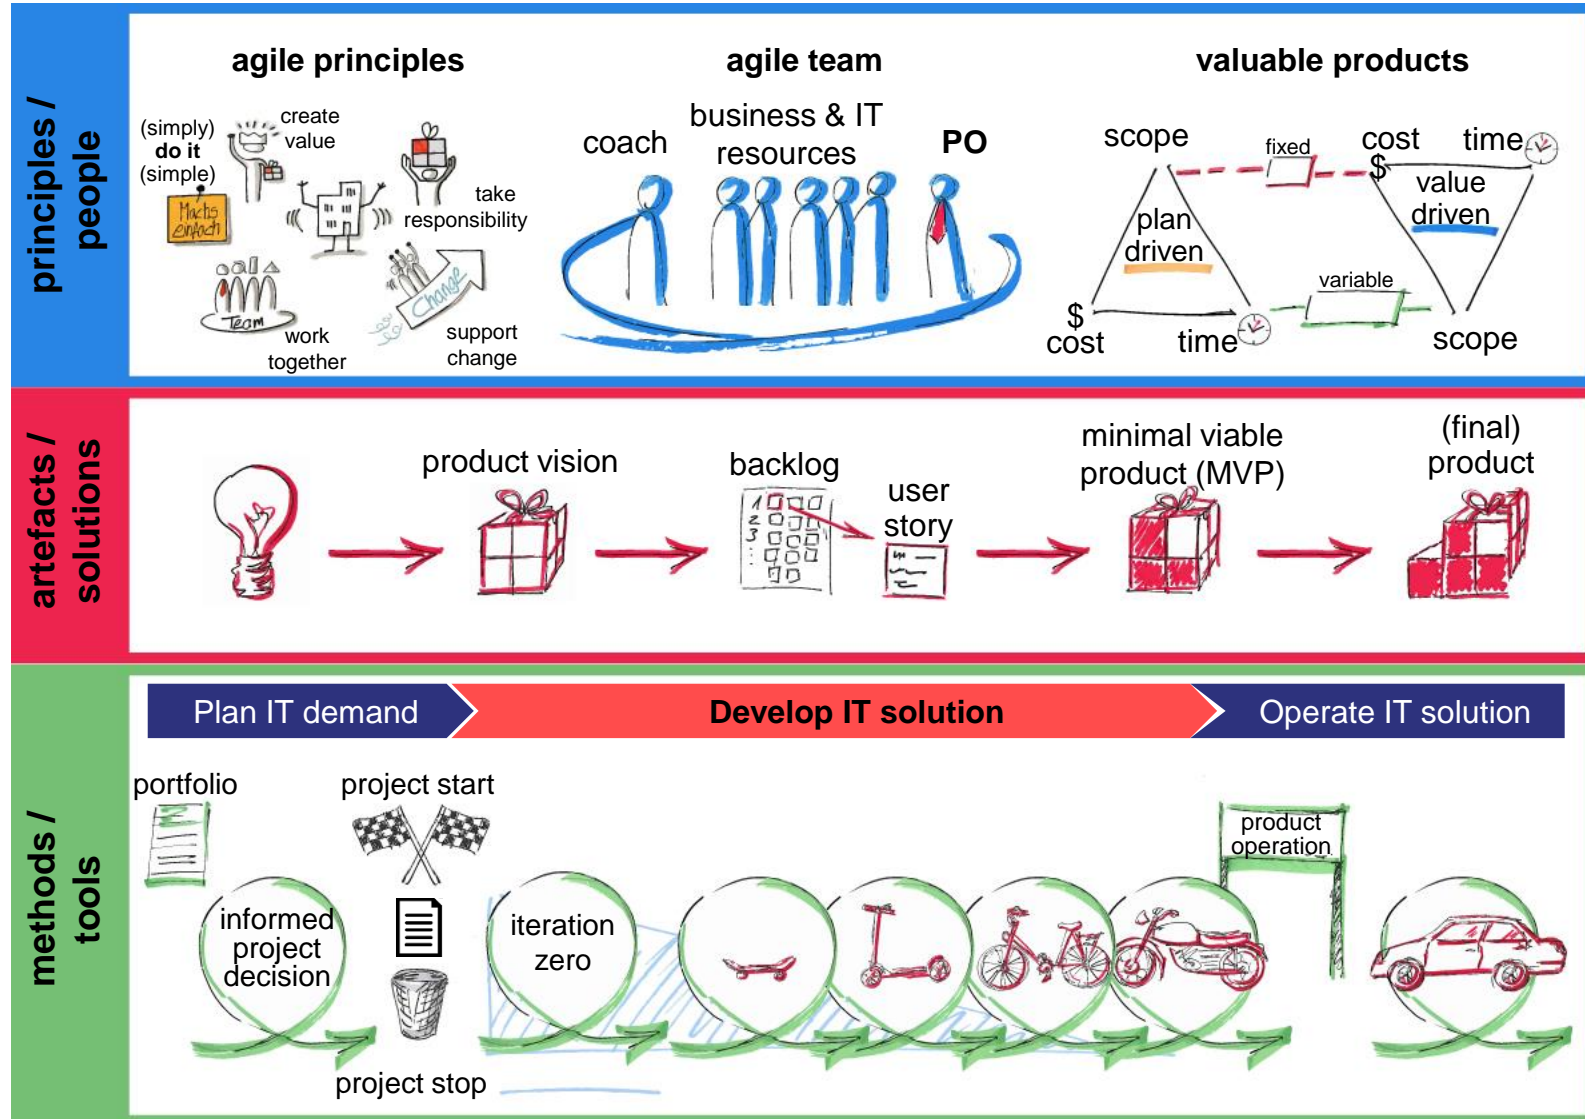 principles /
people
agile principles
(simply)
do it
(simple)
create
value
Machs
einfach
take
responsibility
Team
work
together
Change
support
change
agile team
coach
business & IT
resources
PO
valuable products
scope
fixed
cost
$
time
value
driven
plan
driven
variable
$
cost
time
scope
artefacts /
solutions
product vision
backlog
1
2
3
:
user
story
minimal viable
product (MVP)
(final)
product
methods /
tools
Plan IT demand
Develop IT solution
Operate IT solution
portfolio
project start
informed
project
decision
project stop
iteration
zero
product
operation